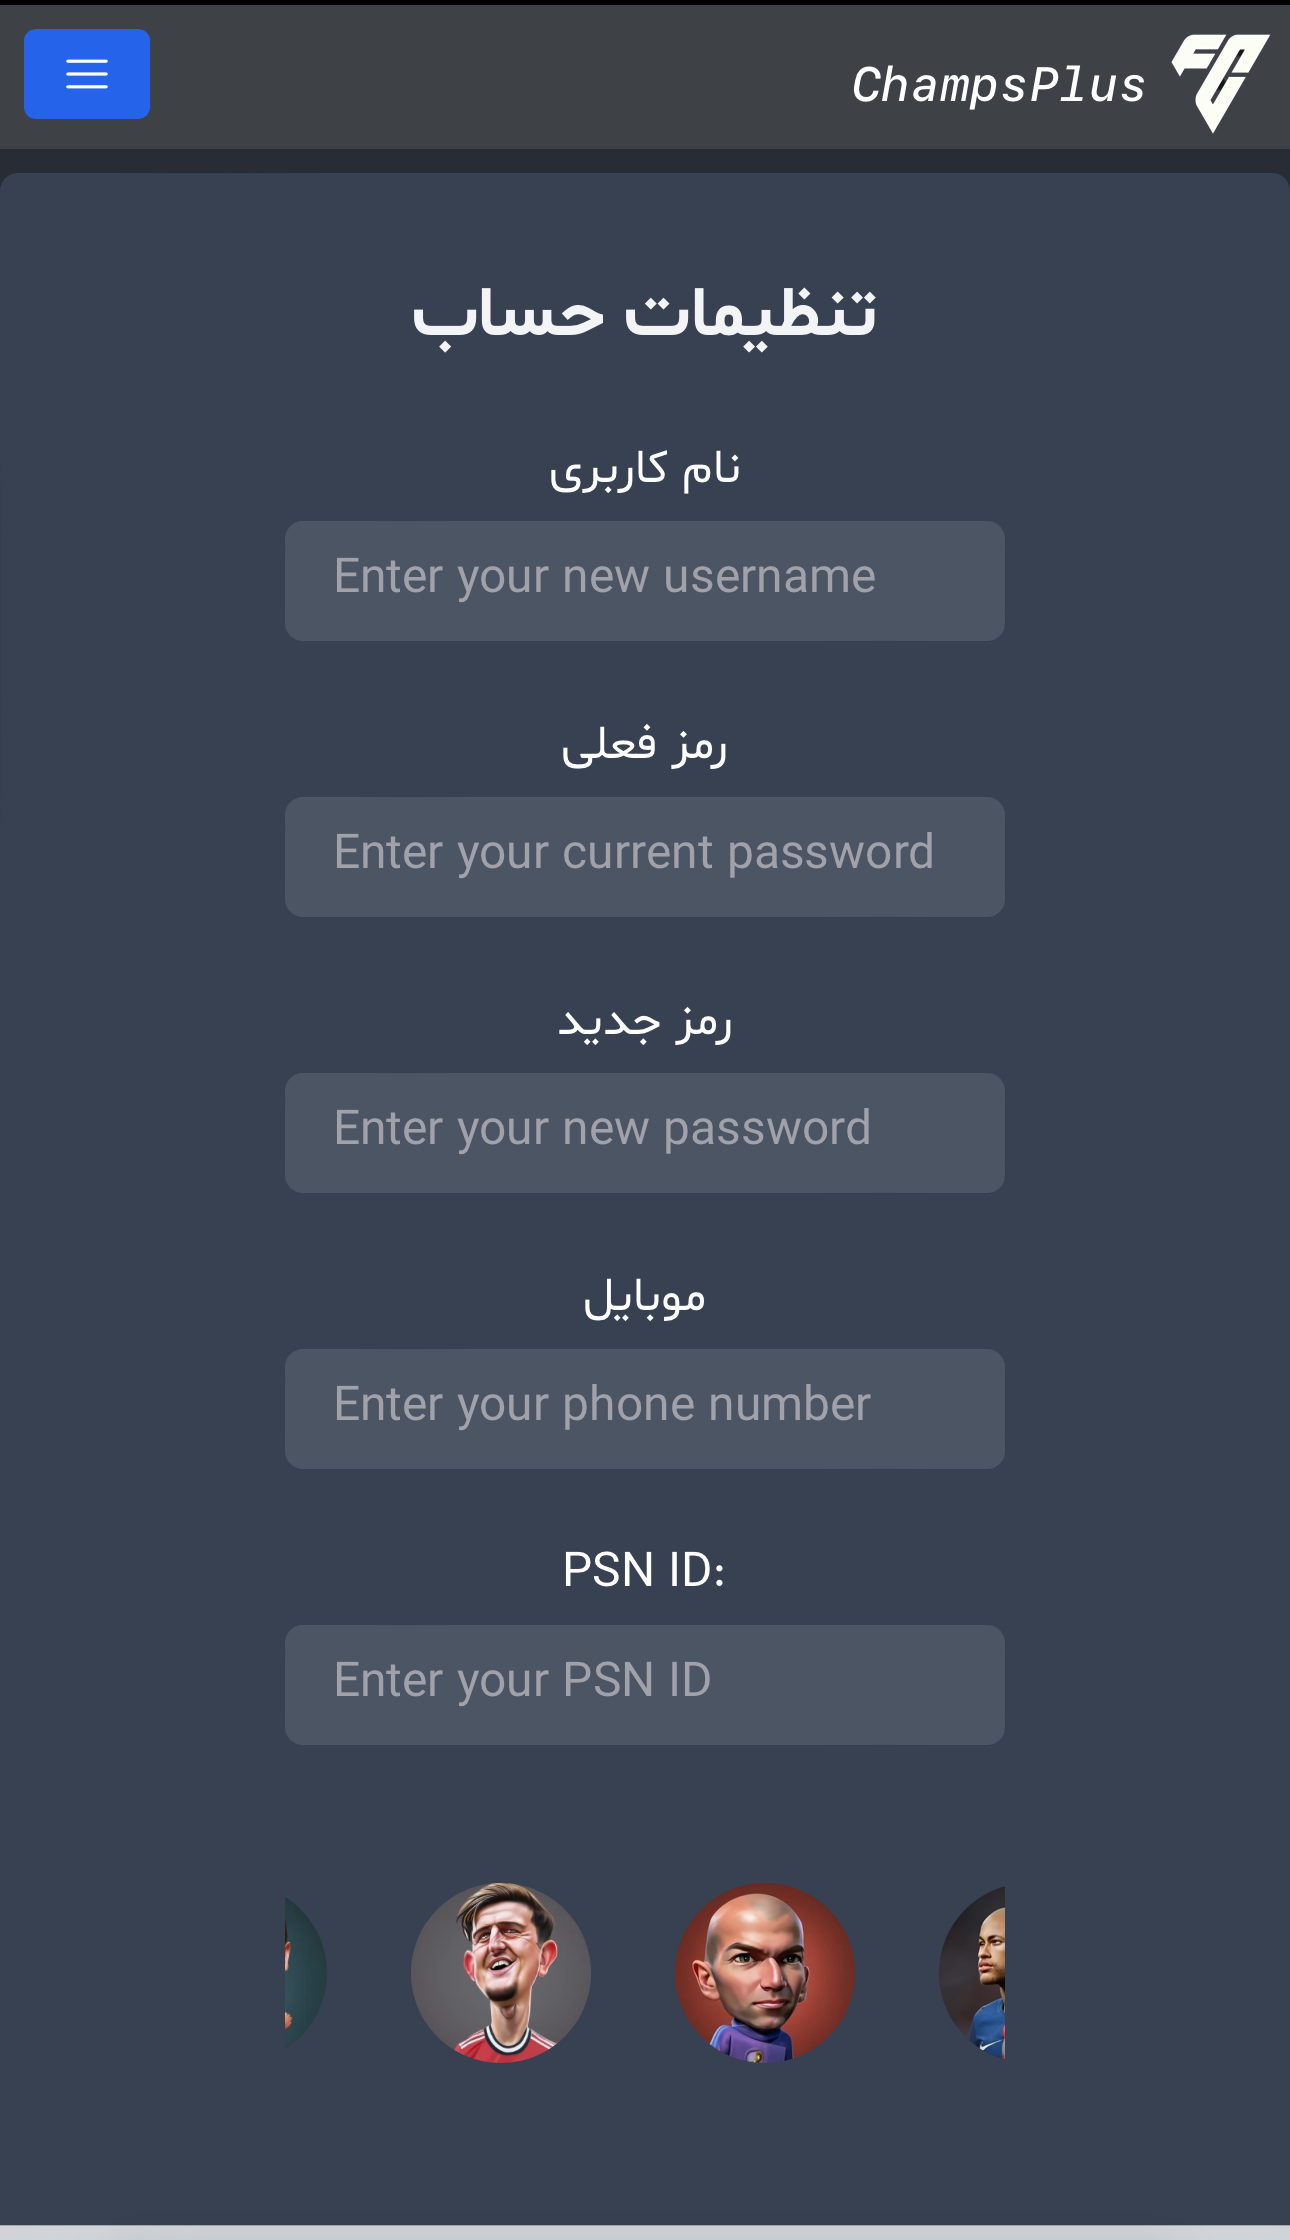 ChampsPlus
تنظیمات حساب
نام کاربری
Enter your new username
رمز فعلی
Enter your current password
رمز جدید
Enter your new password
موبایل
Enter your phone number
PSN ID:
Enter your PSN ID